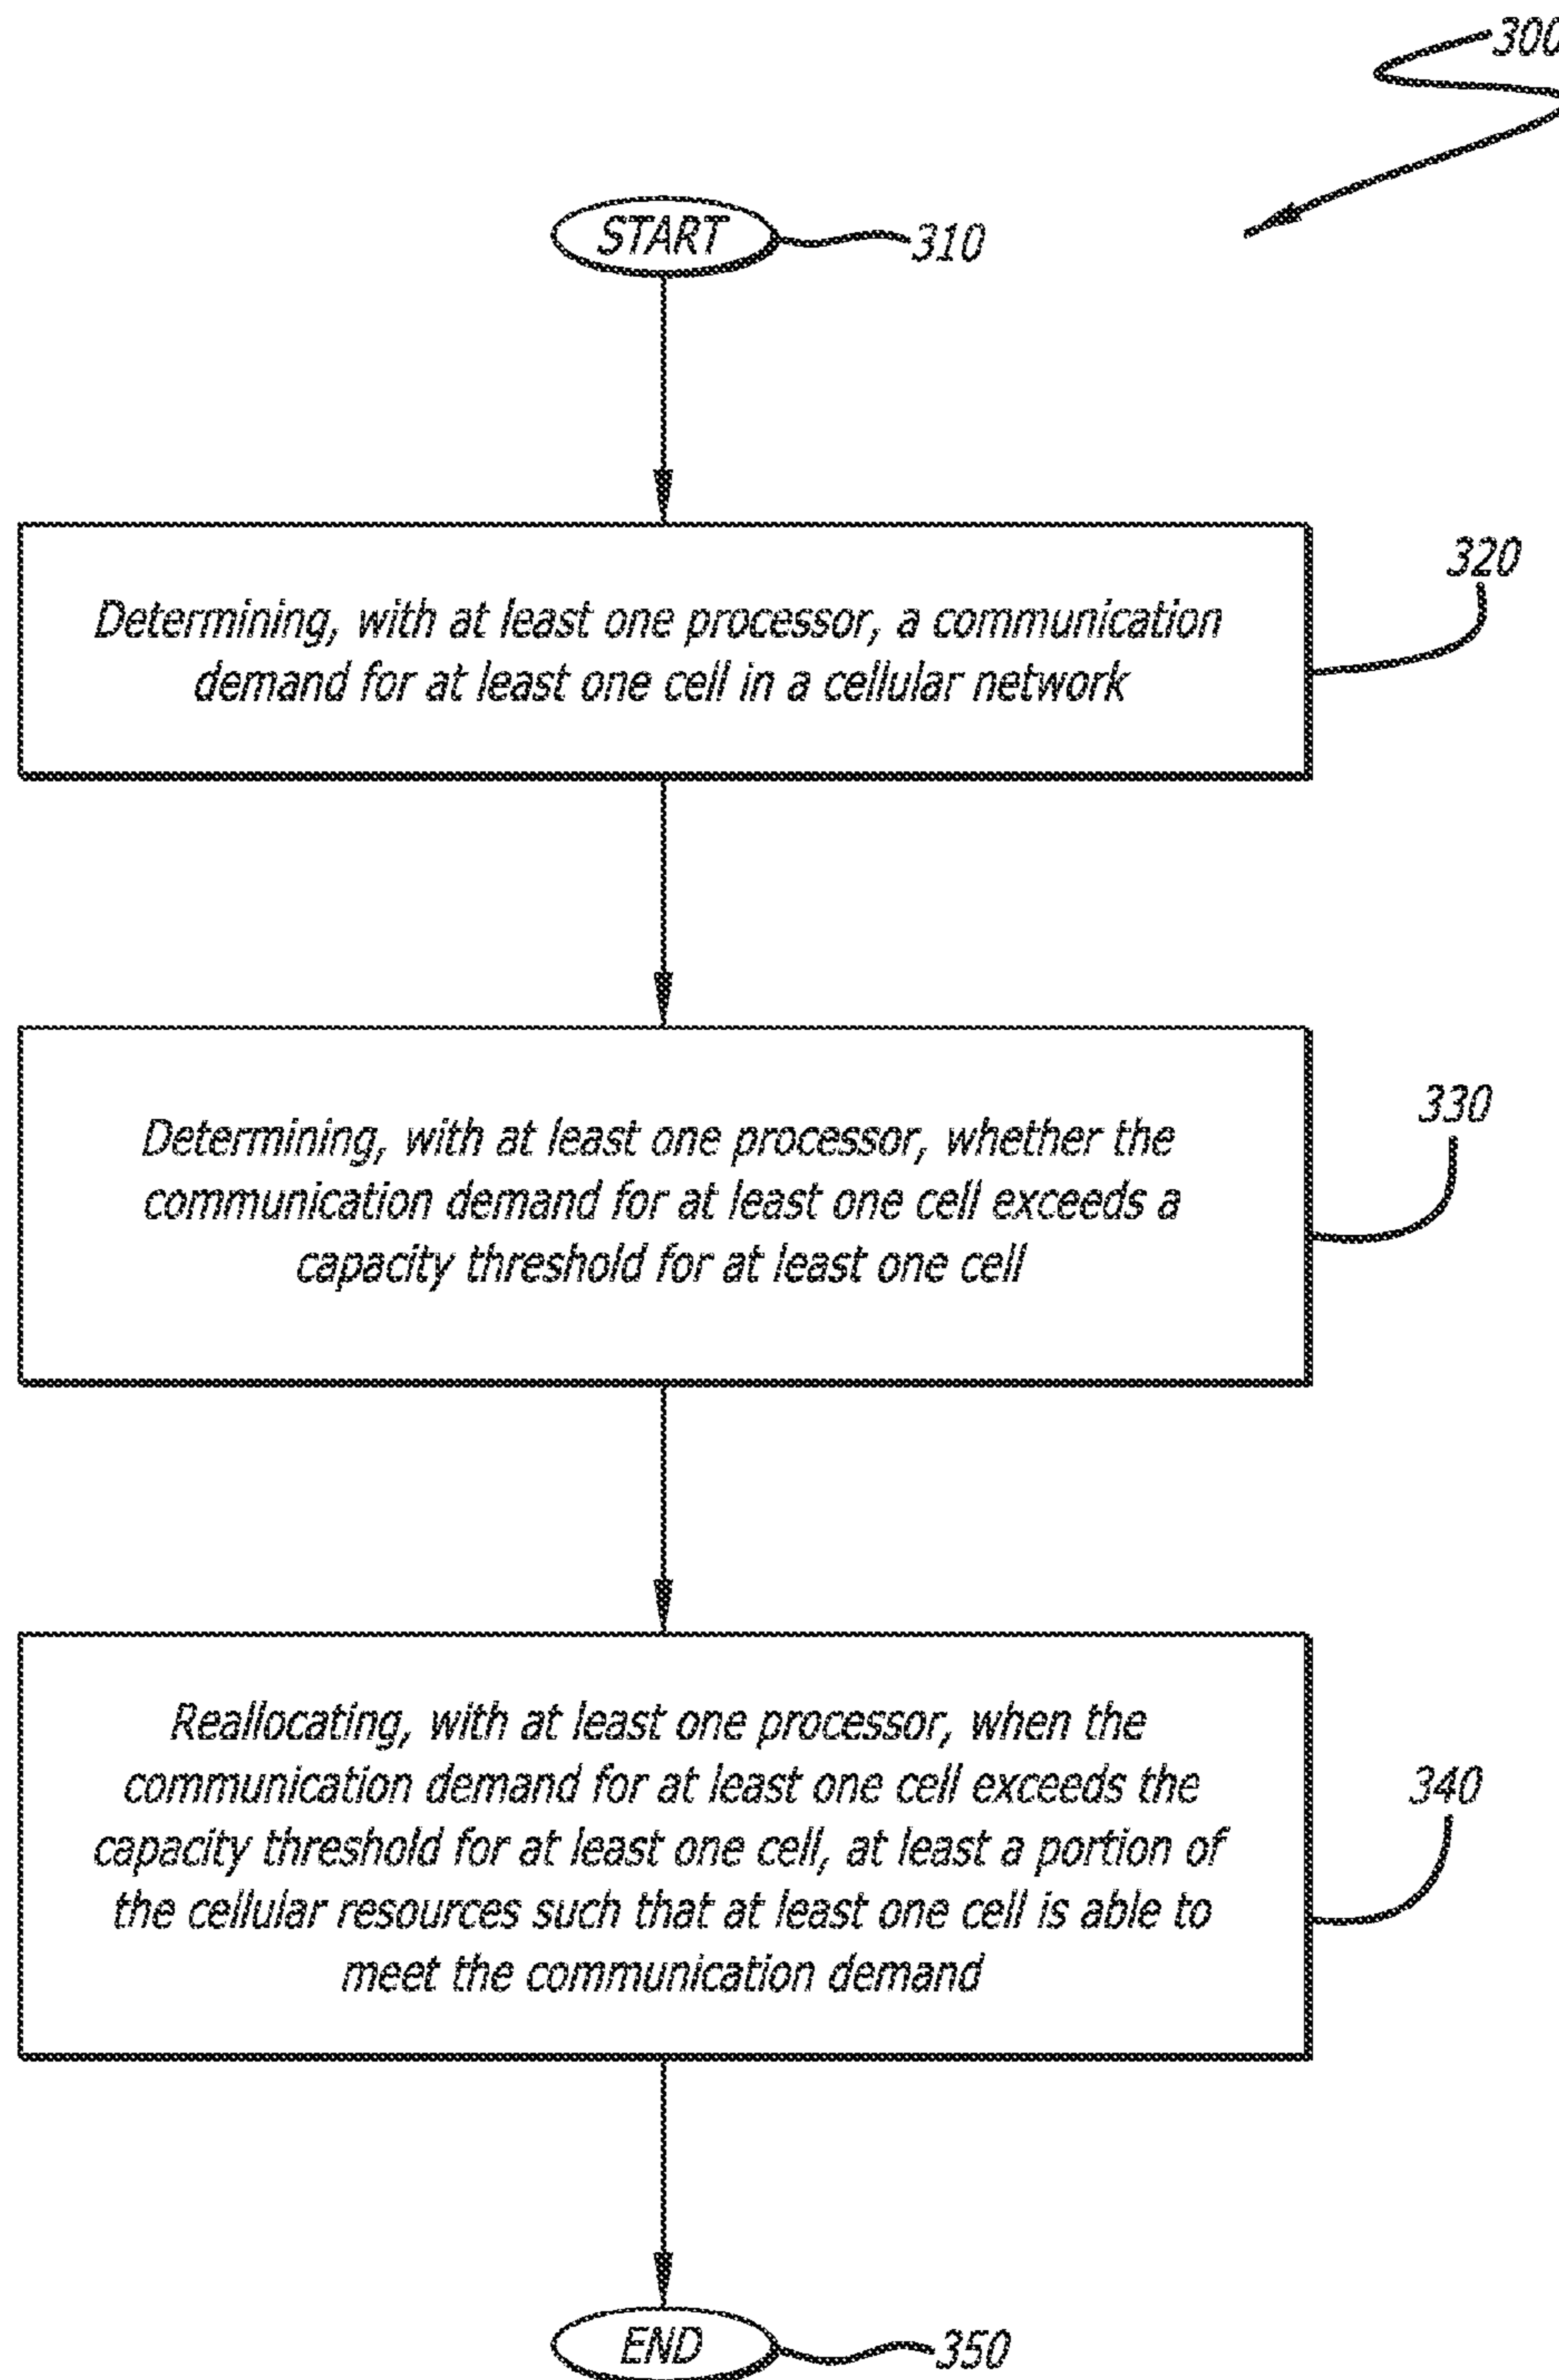 300
START
310
320
Determining, with at least one processor, a communication
demand for at least one cell in a cellular network
330
Determining, with at least one processor, whether the
communication demand for at least one cell exceeds a
capacity threshold for at least one cell
340
Reallocating, with at least one processor, when the
communication demand for at least one cell exceeds the
capacity threshold for at least one cell, at least a portion of
the cellular resources such that at least one cell is able to
meet the communication demand
END
350